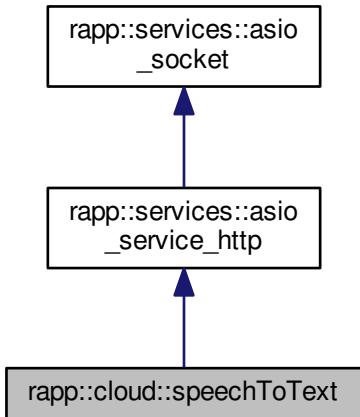 rapp::services::asio
_socket
rapp::services::asio
_service_http
rapp::cloud::speechToText